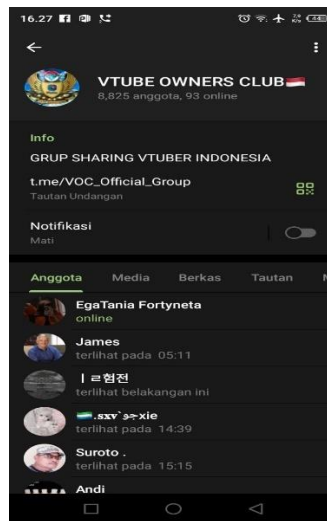 16.27
VTUBE OWNERS CLUB🇮🇩
8,825 anggota, 93 online
Info
GRUP SHARING VTUBER INDONESIA
t.me/VOC_Official_Group
Tautan Undangan
Notifikasi
Mati
Anggota Media Berkas Tautan
EgaTania Fortyneta
online
James
terlihat pada 05:11
terlihat belakangan ini
terlihat pada 14:39
Suroto .
terlihat pada 15:15
Andi